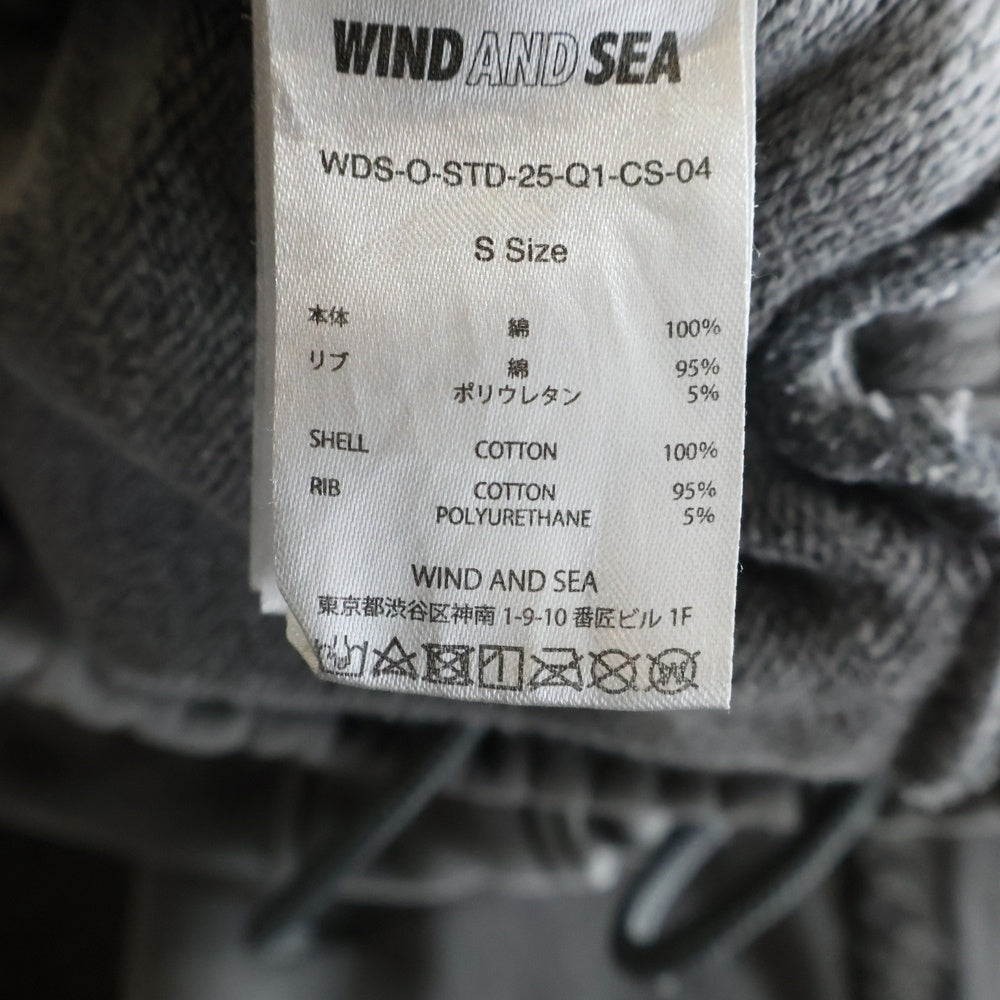 WIND AND SEA
WDS-O-STD-25-Q1-CS-04
S Size
本体 綿 100%
リブ 綿 95%
ポリウレタン 5%
SHELL COTTON 100%
RIB COTTON 95%
POLYURETHANE 5%
WIND AND SEA
東京都渋谷区神南 1-9-10 番匠ビル 1F